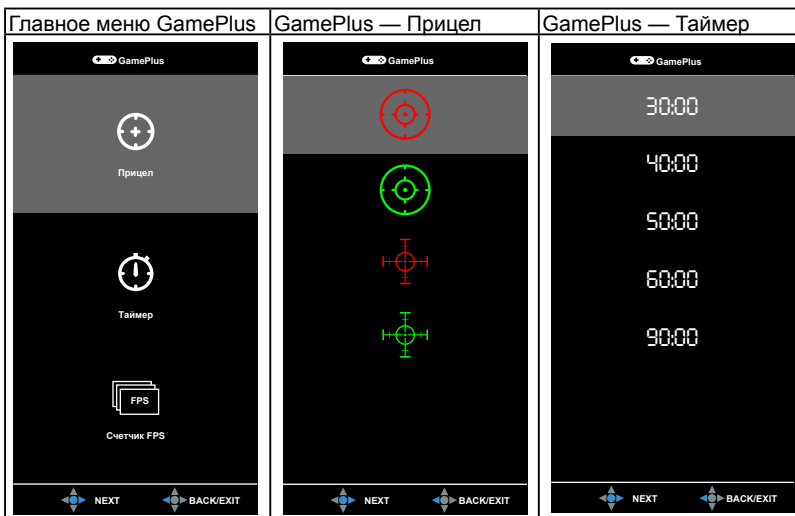 Главное меню GamePlus
GamePlus
Прицел
Таймер
FPS
Счетчик FPS
NEXT BACK/EXIT
GamePlus — Прицел
GamePlus
NEXT BACK/EXIT
GamePlus — Таймер
GamePlus
30:00
40:00
50:00
60:00
90:00
NEXT BACK/EXIT